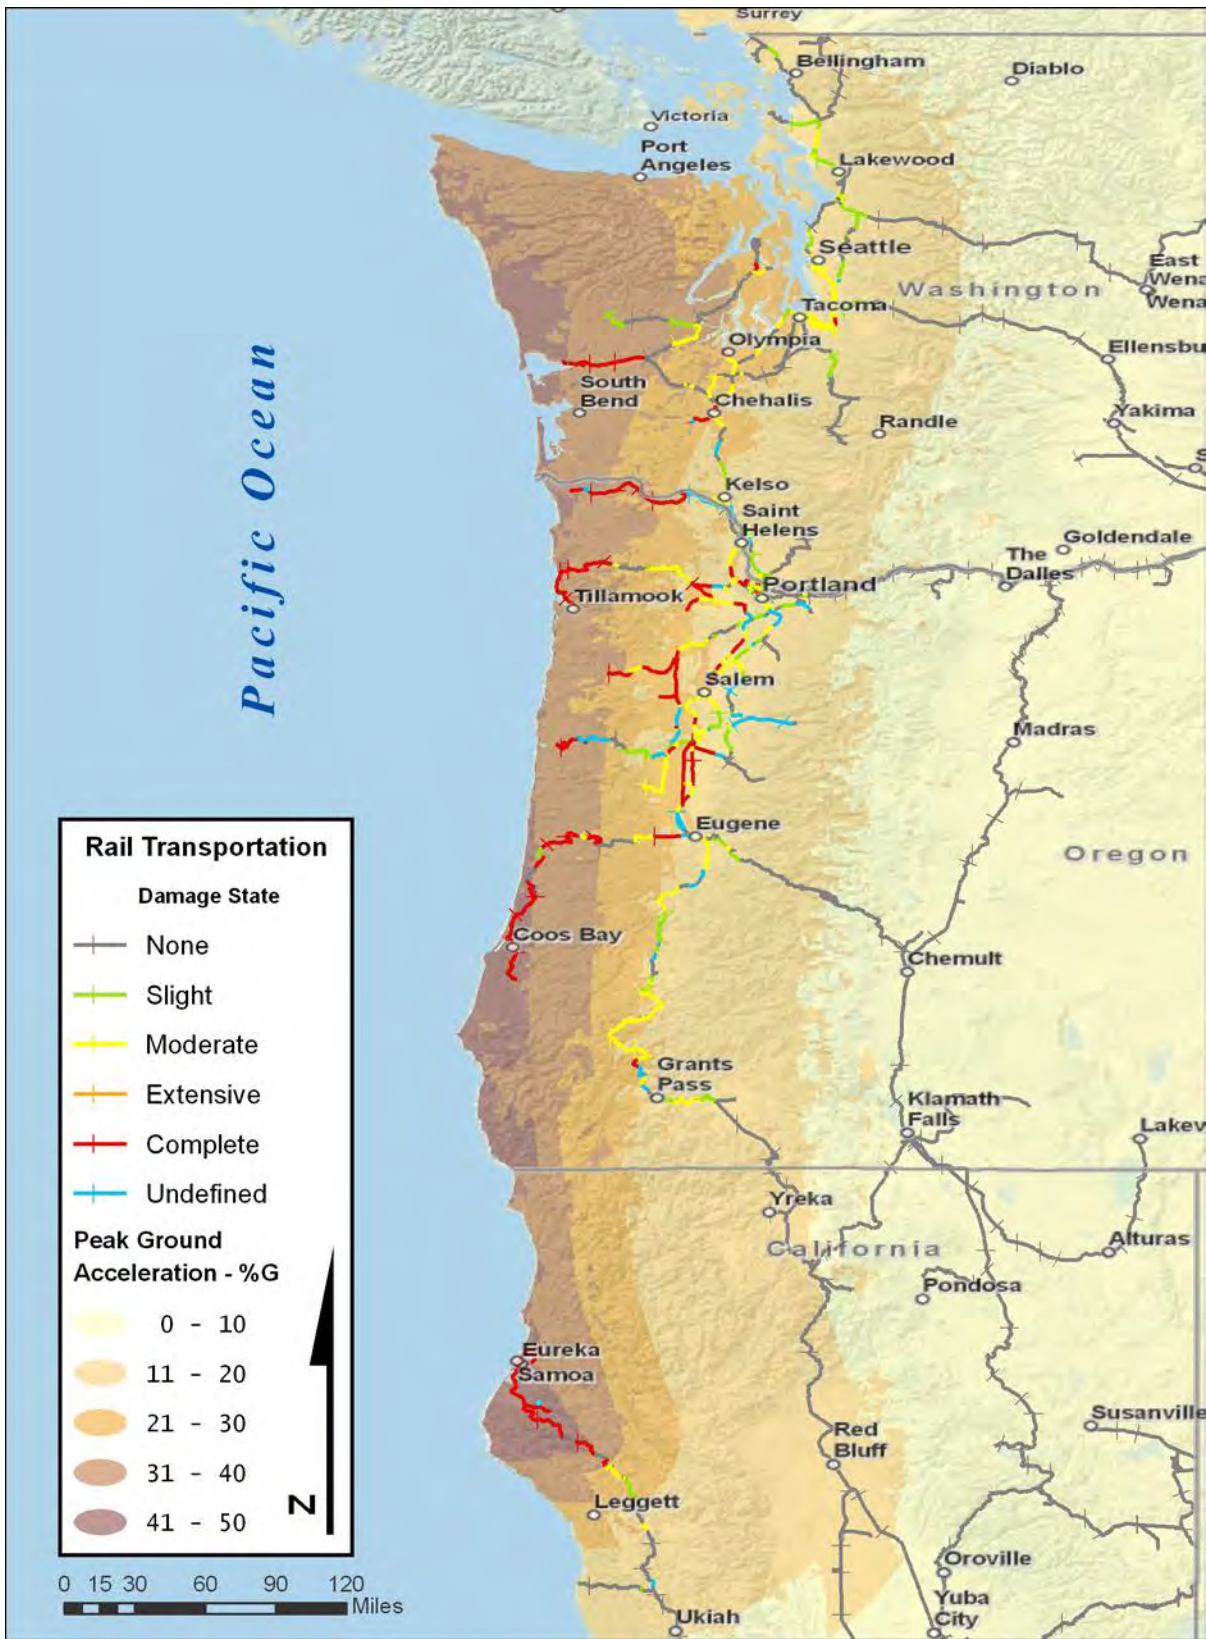 Surrey
Bellingham
Diablo
Victoria
Port
Angeles
Lakewood
Seattle
East
Wena
Wena
Washington
Tacoma
Olympia
Ellensbu
South
Bend
Chehalis
Randle
Yakima
S
Kelso
Saint
Helens
Goldendale
The
Dalles
Portland
Tillamook
Pacific Ocean
Salem
Madras
Eugene
Oregon
Coos Bay
Chemult
Grants
Pass
Klamath
Falls
Lakev
Yreka
California
Alturas
Pondosa
Eureka
Samoa
Susanville
Red
Bluff
Leggett
Oroville
Yuba
City
Ukiah
Rail Transportation
Damage State
None
Slight
Moderate
Extensive
Complete
Undefined
Peak Ground
Acceleration - %G
0 - 10
11 - 20
21 - 30
31 - 40
41 - 50
N
0 15 30 60 90 120
Miles